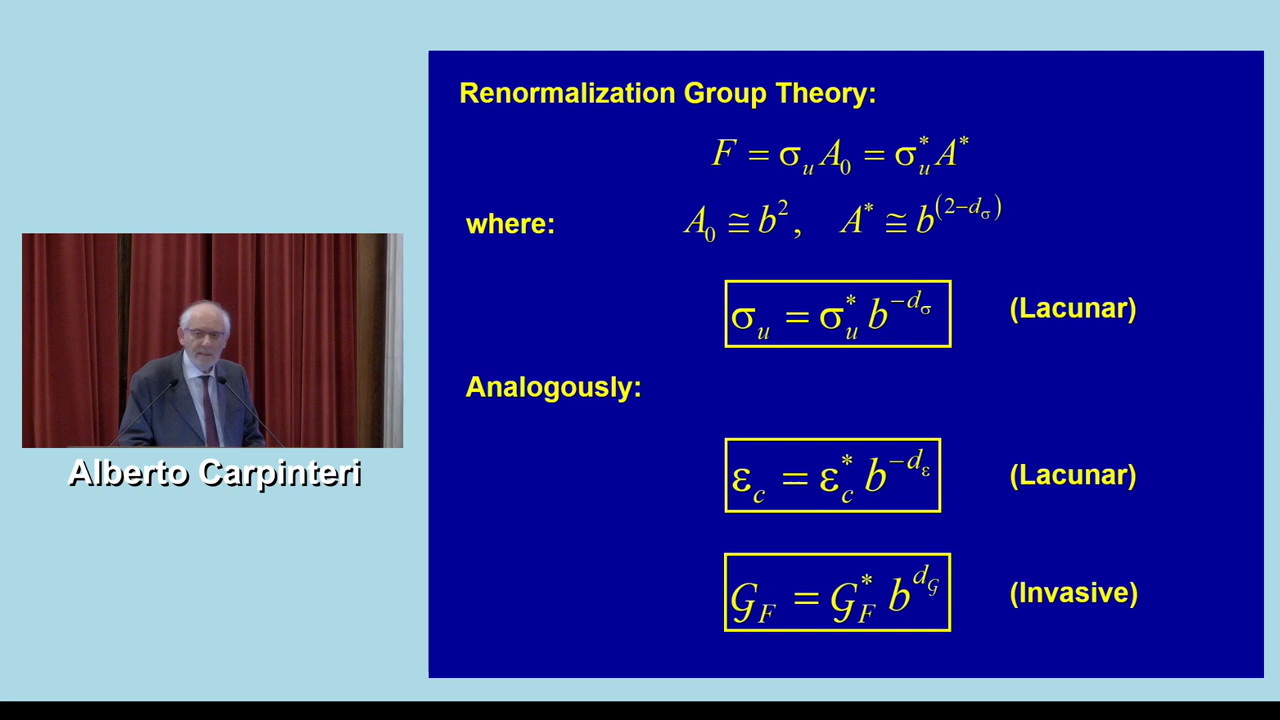 Renormalization Group Theory:
F = σ_u A_0 = σ_u^* A^*
where: A_0 ≅ b^2, A^* ≅ b^(2−d_σ)
σ_u = σ_u^* b^{−d_σ} (Lacunar)
Analogously:
ε_c = ε_c^* b^{−d_ε} (Lacunar)
𝒢_F = 𝒢_F^* b^{d_𝒢} (Invasive)
Alberto Carpinteri